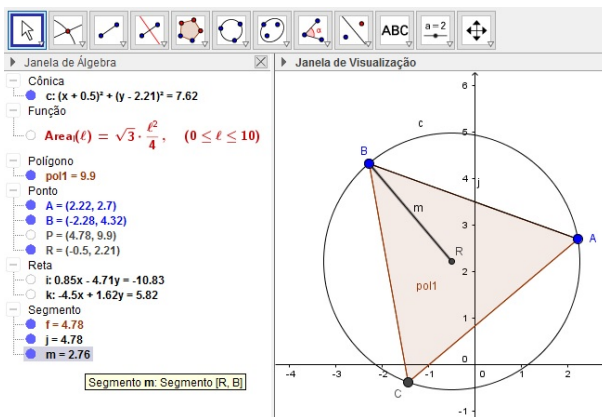 ABC
a=2
Janela de Álgebra
Cônica
c: (x + 0.5)² + (y - 2.21)² = 7.62
Função
Areaₗ(ℓ) = √3 · ℓ²/4, (0 ≤ ℓ ≤ 10)
Polígono
pol1 = 9.9
Ponto
A = (2.22, 2.7)
B = (-2.28, 4.32)
P = (4.78, 9.9)
R = (-0.5, 2.21)
Reta
i: 0.85x - 4.71y = -10.83
k: -4.5x + 1.62y = 5.82
Segmento
f = 4.78
j = 4.78
m = 2.76
Segmento m: Segmento [R, B]
Janela de Visualização
6
c
5
B
4
j
m
3
A
R
2
pol1
1
0
-4
-3
-2
-1
0
1
2
C
-1